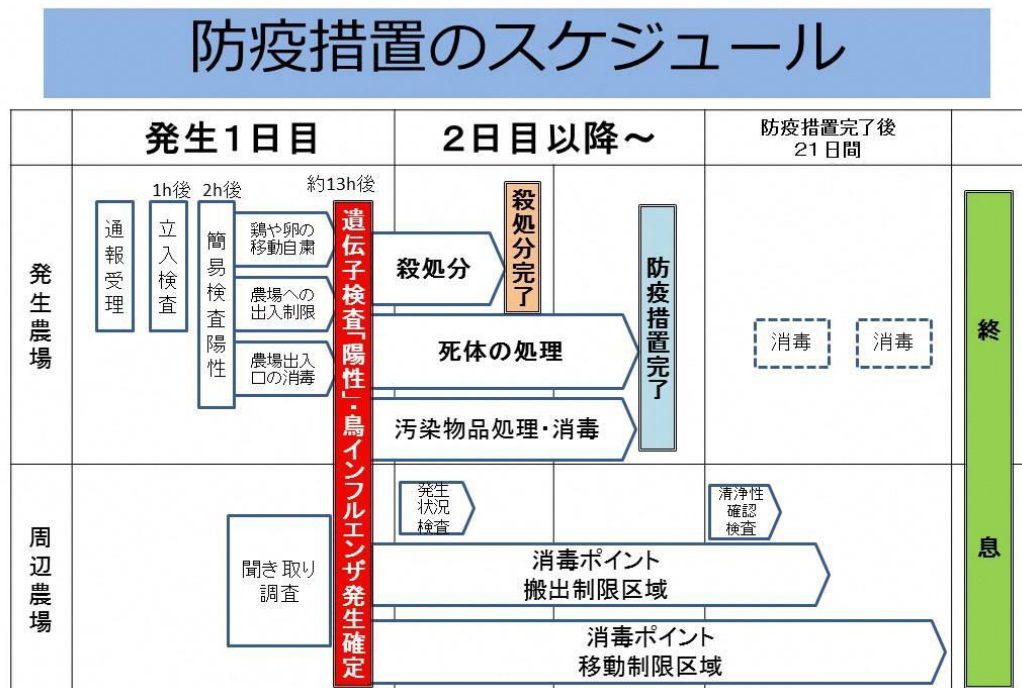 防疫措置のスケジュール
発生1日目
2日目以降～
防疫措置完了後
21日間
発生農場
通報受理
1h後
立入検査
2h後
簡易検査陽性
鶏や卵の
移動自粛
農場への
出入制限
農場出入
口の消毒
約13h後
遺伝子検査「陽性」・鳥インフルエンザ発生確定
殺処分
殺処分完了
死体の処理
汚染物品処理・消毒
防疫措置完了
消毒
消毒
終息
周辺農場
聞き取り
調査
発生
状況
検査
清浄性
確認
検査
消毒ポイント
搬出制限区域
消毒ポイント
移動制限区域